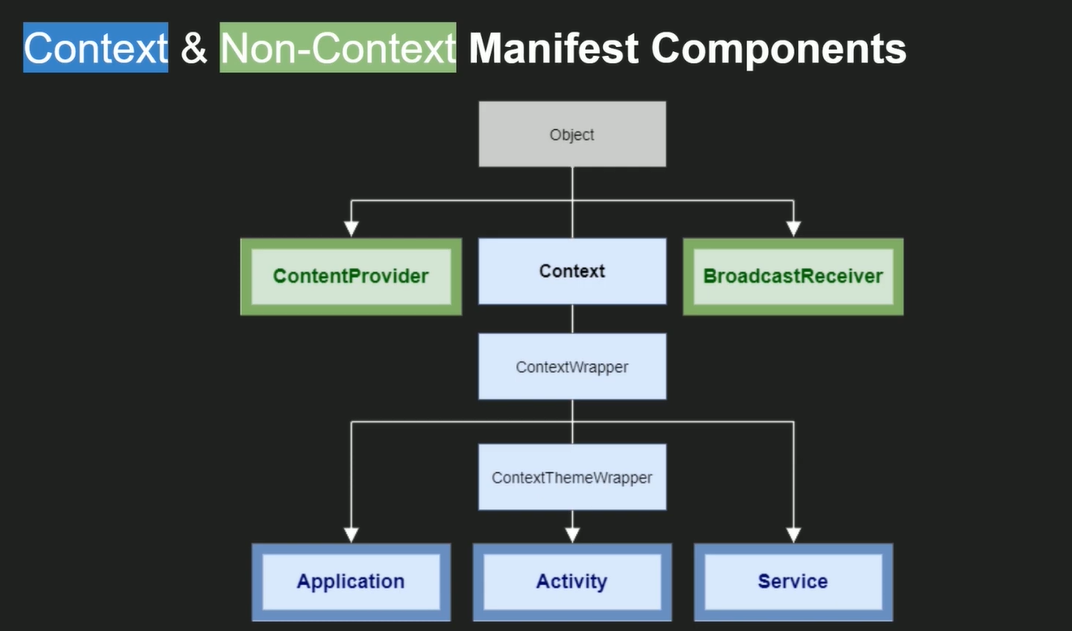 Context & Non-Context Manifest Components
Object
ContentProvider
Context
BroadcastReceiver
ContextWrapper
ContextThemeWrapper
Application
Activity
Service